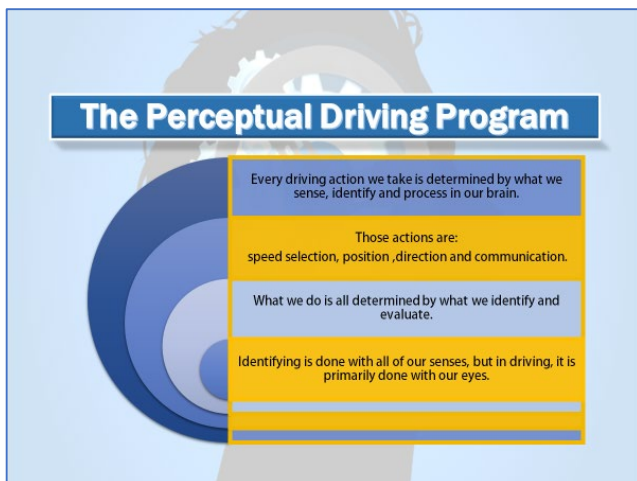 The Perceptual Driving Program
Every driving action we take is determined by what we
sense, identify and process in our brain.
Those actions are:
speed selection, position ,direction and communication.
What we do is all determined by what we identify and
evaluate.
Identifying is done with all of our senses, but in driving, it is
primarily done with our eyes.